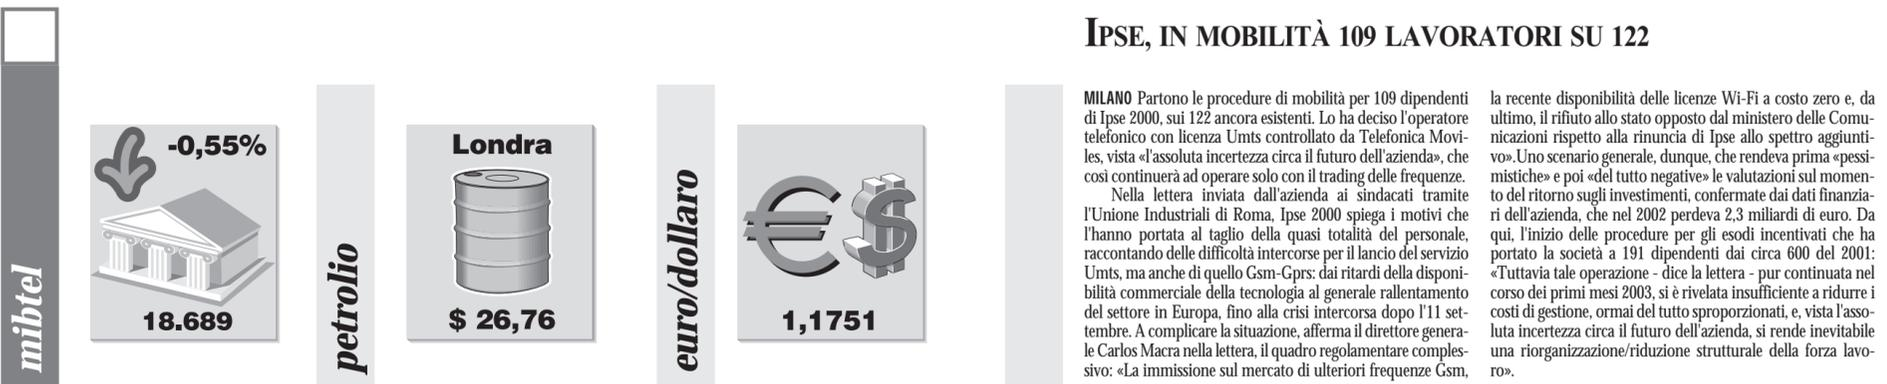 mibtel
-0,55%
18.689
petrolio
Londra
$ 26,76
euro/dollaro
1,1751
IPSE, IN MOBILITÀ 109 LAVORATORI SU 122
MILANO Partono le procedure di mobilità per 109 dipendenti
di Ipse 2000, sui 122 ancora esistenti. Lo ha deciso l'operatore
telefonico con licenza Umts controllato da Telefonica Movi-
les, vista «l'assoluta incertezza circa il futuro dell'azienda», che
così continuerà ad operare solo con il trading delle frequenze.
Nella lettera inviata dall'azienda ai sindacati tramite
l'Unione Industriali di Roma, Ipse 2000 spiega i motivi che
l'hanno portata al taglio della quasi totalità del personale,
raccontando delle difficoltà intercorse per il lancio del servizio
Umts, ma anche di quello Gsm-Gprs: dai ritardi della disponi-
bilità commerciale della tecnologia al generale rallentamento
del settore in Europa, fino alla crisi intercorsa dopo l'11 set-
tembre. A complicare la situazione, afferma il direttore genera-
le Carlos Macra nella lettera, il quadro regolamentare comples-
sivo: «La immissione sul mercato di ulteriori frequenze Gsm,
la recente disponibilità delle licenze Wi-Fi a costo zero e, da
ultimo, il rifiuto allo stato opposto dal ministero delle Comu-
nicazioni rispetto alla rinuncia di Ipse allo spettro aggiunti-
vo».Uno scenario generale, dunque, che rendeva prima «pessi-
mistiche» e poi «del tutto negative» le valutazioni sul momen-
to del ritorno sugli investimenti, confermate dai dati finanzia-
ri dell'azienda, che nel 2002 perdeva 2,3 miliardi di euro. Da
qui, l'inizio delle procedure per gli esodi incentivati che ha
portato la società a 191 dipendenti dai circa 600 del 2001:
«Tuttavia tale operazione - dice la lettera - pur continuata nel
corso dei primi mesi 2003, si è rivelata insufficiente a ridurre i
costi di gestione, ormai del tutto sproporzionati, e, vista l'asso-
luta incertezza circa il futuro dell'azienda, si rende inevitabile
una riorganizzazione/riduzione strutturale della forza lavo-
ro».